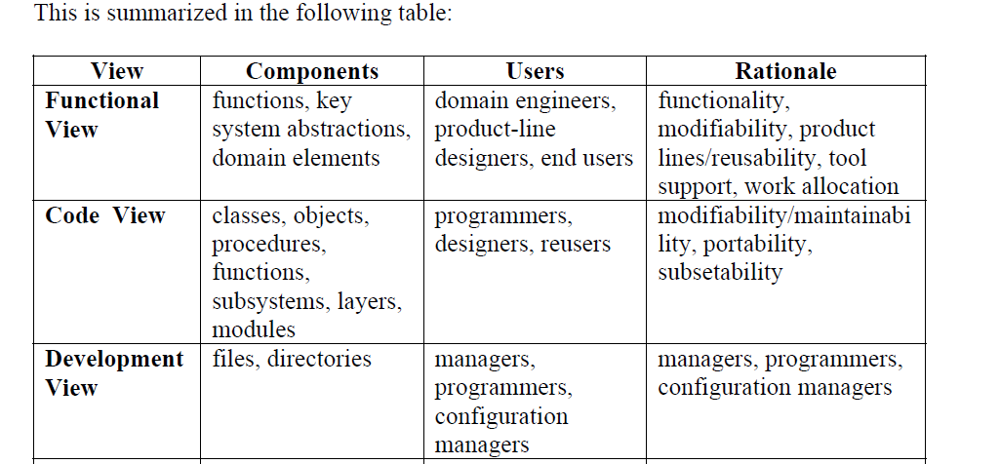 This is summarized in the following table:
View Components Users Rationale
Functional View
functions, key
system abstractions,
domain elements
domain engineers,
product-line
designers, end users
functionality,
modifiability, product
lines/reusability, tool
support, work allocation
Code View
classes, objects,
procedures,
functions,
subsystems, layers,
modules
programmers,
designers, reusers
modifiability/maintainabi
lity, portability,
subsetability
Development
View
files, directories
managers,
programmers,
configuration
managers
managers, programmers,
configuration managers